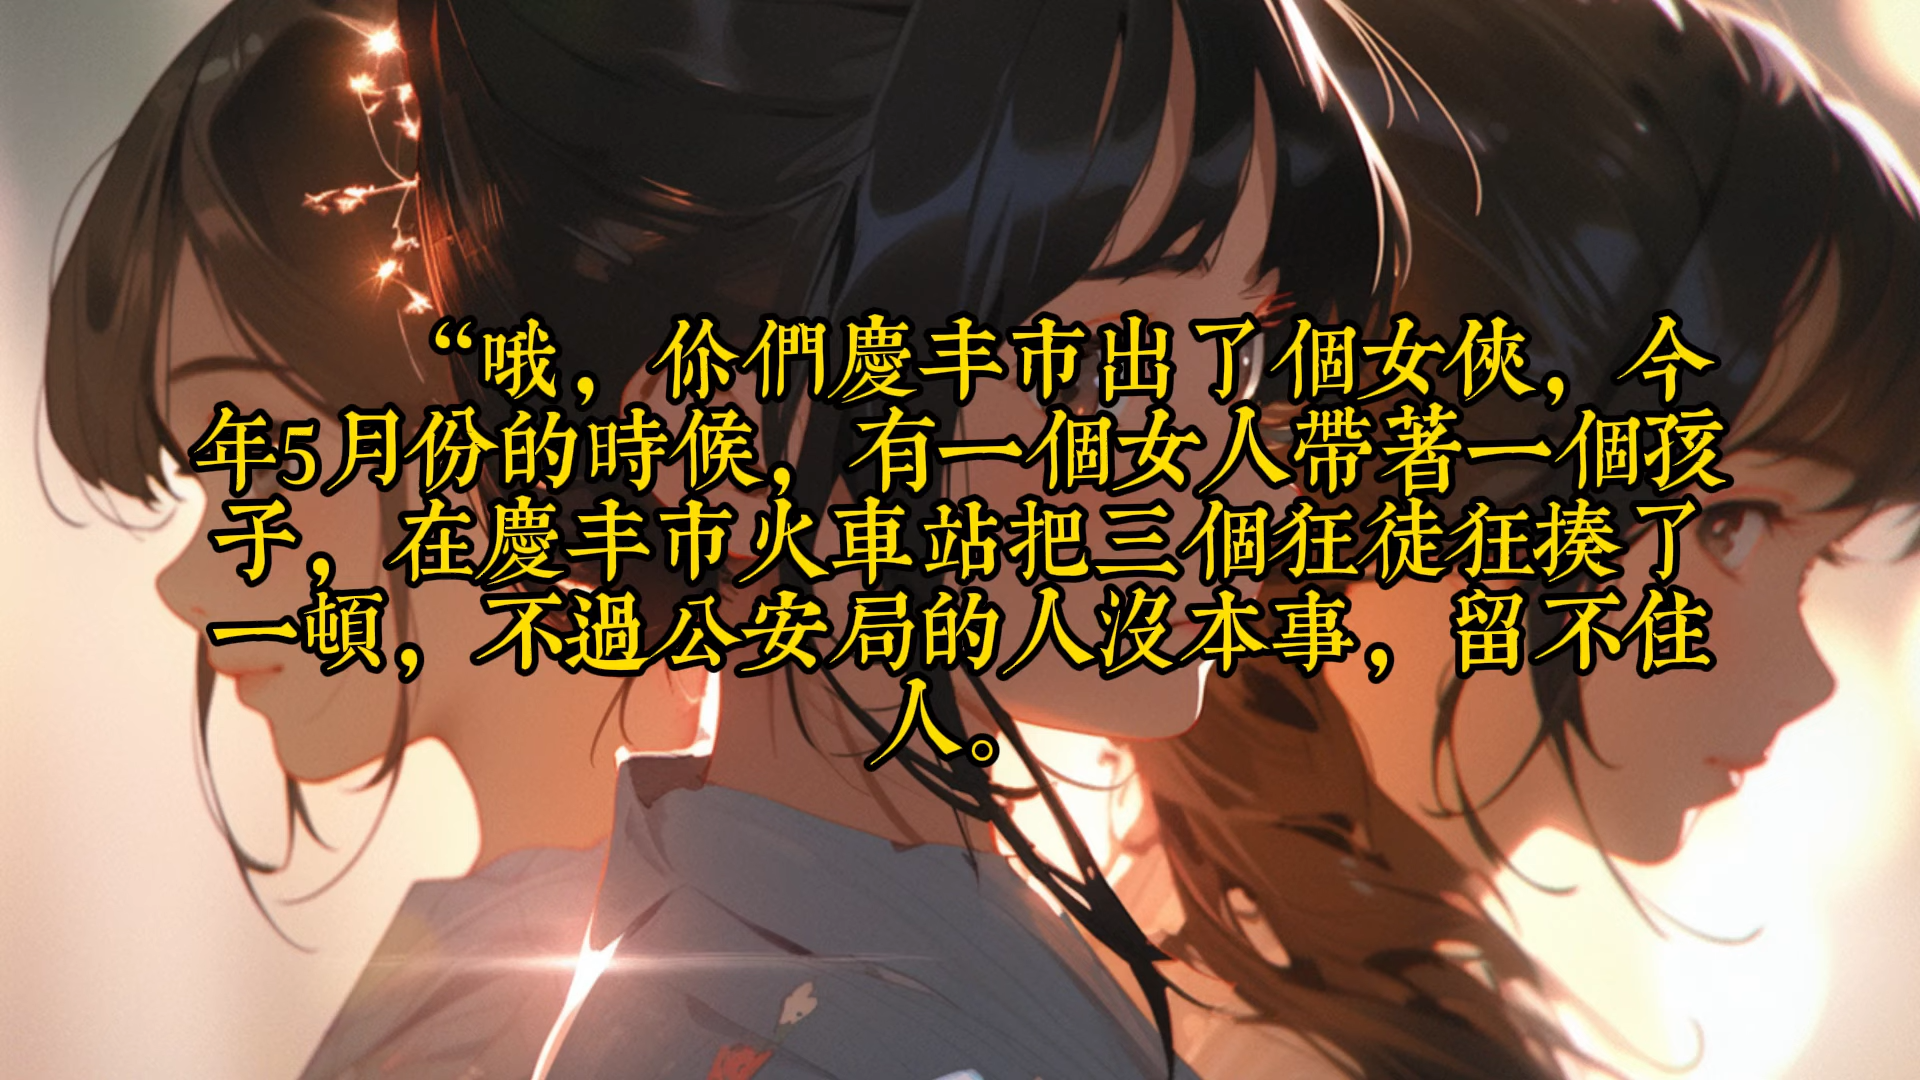 “哦，伱們慶丰市出了個女俠，今
年5月份的時候，有一個女人帶著一個孩
子，在慶丰市火車站把三個狂徒狂揍了
一頓，不過公安局的人沒本事，留不住
人。